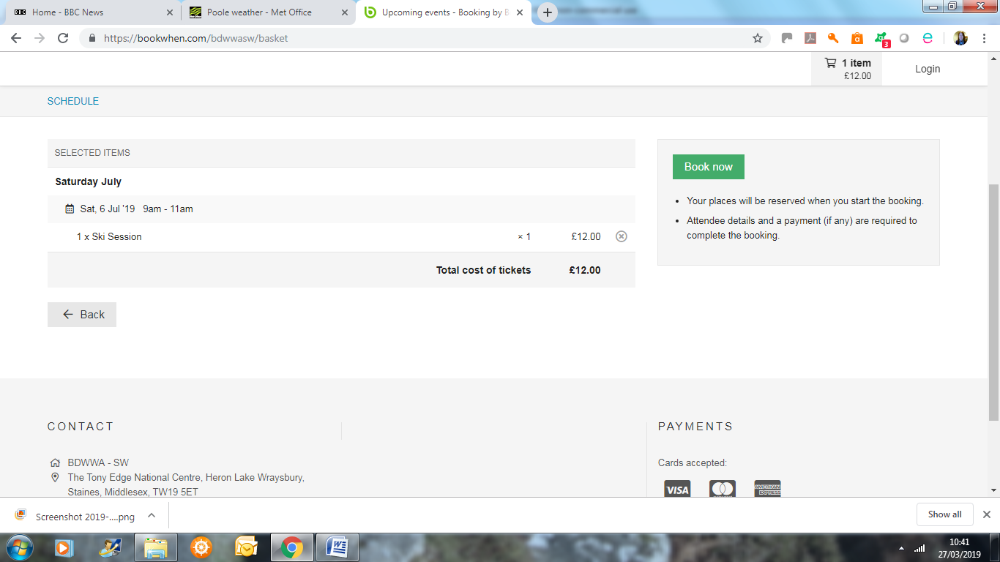 Home - BBC News
Poole weather - Met Office
Upcoming events - Booking by B
https://bookwhen.com/bdwwasw/basket
3
1 item
£12.00
Login
SCHEDULE
SELECTED ITEMS
Saturday July
Sat, 6 Jul '19 9am - 11am
1 x Ski Session × 1 £12.00
Total cost of tickets £12.00
Back
Book now
• Your places will be reserved when you start the booking.
• Attendee details and a payment (if any) are required to
complete the booking.
CONTACT
BDWWA - SW
The Tony Edge National Centre, Heron Lake Wraysbury,
Staines, Middlesex, TW19 5ET
PAYMENTS
Cards accepted:
VISA
AMERICAN
EXPRESS
Screenshot 2019-....png
Show all
10:41
27/03/2019